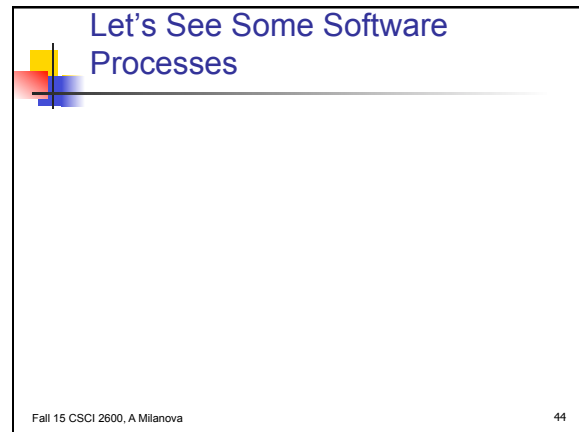 Let's See Some Software
Processes
Fall 15 CSCI 2600, A Milanova
44